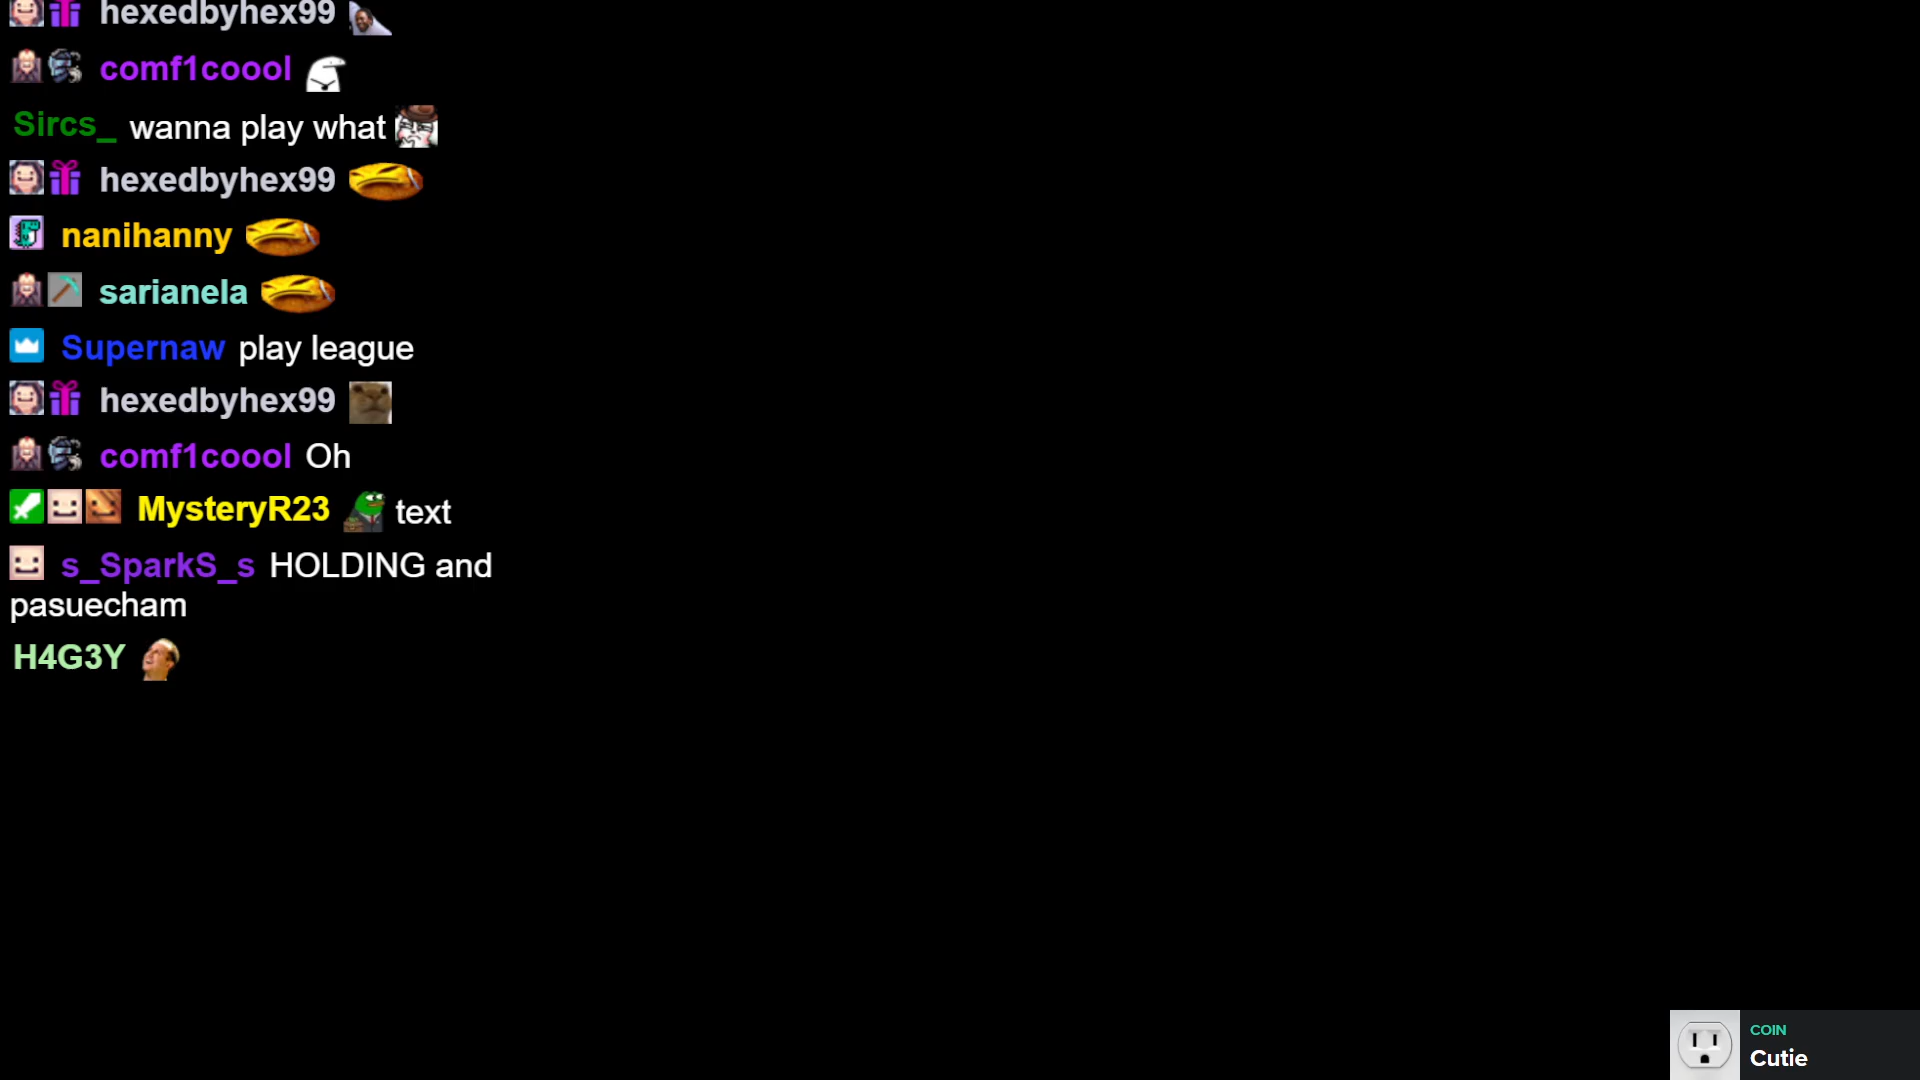 hexedbyhex99
comf1coool
Sircs_ wanna play what
hexedbyhex99
nanihanny
sarianela
Supernaw play league
hexedbyhex99
comf1coool Oh
MysteryR23 text
s_SparkS_s HOLDING and
pasuecham
H4G3Y
COIN
Cutie